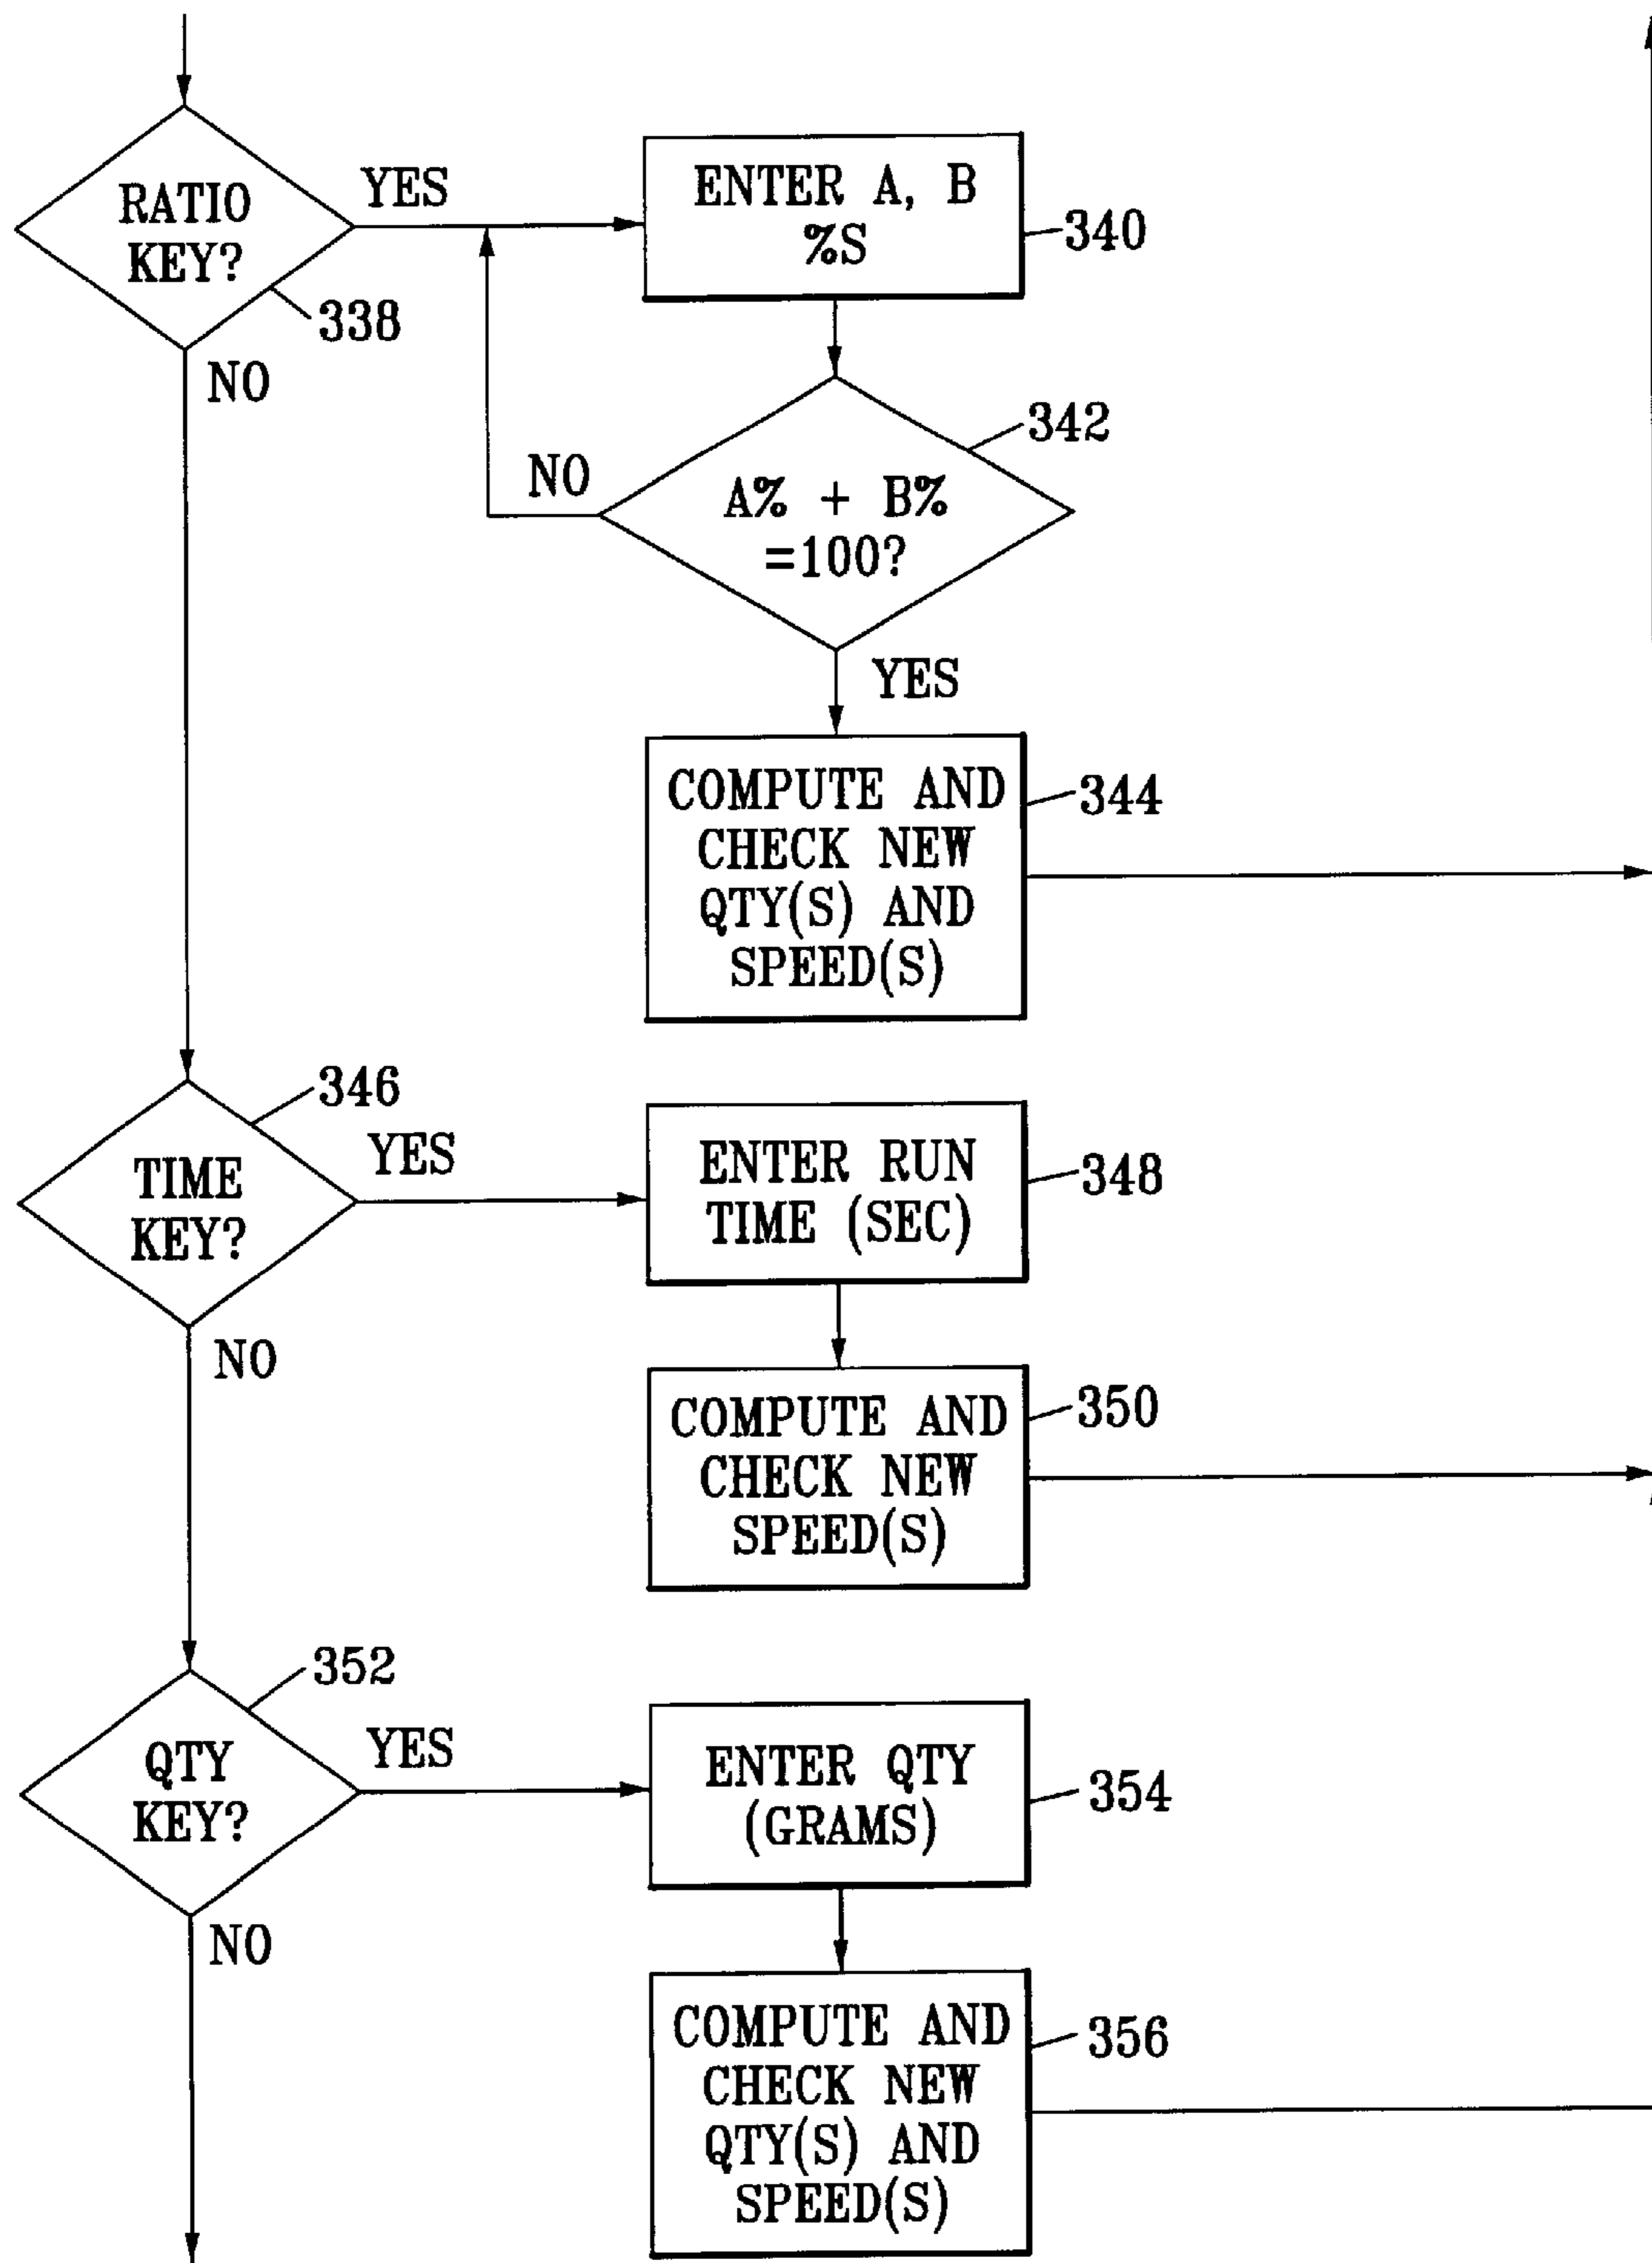 RATIO
KEY?
YES
338
NO
ENTER A, B
%S
340
342
NO
A% + B%
=100?
YES
COMPUTE AND
CHECK NEW
QTY(S) AND
SPEED(S)
344
346
TIME
KEY?
YES
NO
ENTER RUN
TIME (SEC)
348
COMPUTE AND
CHECK NEW
SPEED(S)
350
352
QTY
KEY?
YES
NO
ENTER QTY
(GRAMS)
354
COMPUTE AND
CHECK NEW
QTY(S) AND
SPEED(S)
356